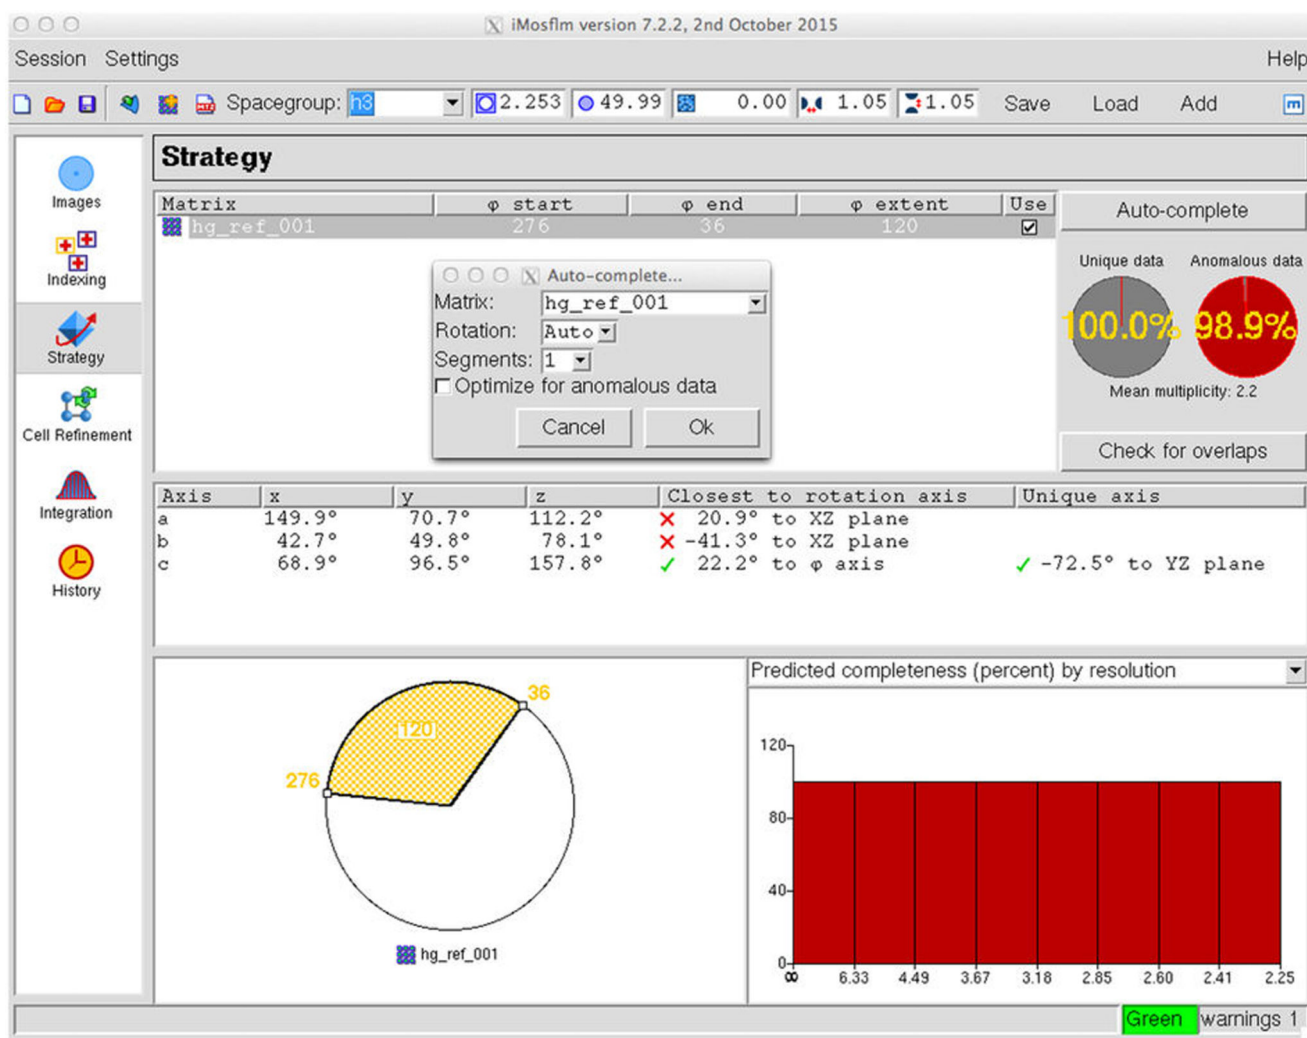 iMosflm version 7.2.2, 2nd October 2015
Session Settings Help
Spacegroup: h3 2.253 49.99 0.00 1.05 1.05 Save Load Add m
Strategy
Images
Indexing
Strategy
Cell Refinement
Integration
History
Matrix φ start φ end φ extent Use
hg_ref_001 276 36 120
Auto-complete
Unique data Anomalous data
100.0% 98.9%
Mean multiplicity: 2.2
Check for overlaps
Auto-complete...
Matrix: hg_ref_001
Rotation: Auto
Segments: 1
Optimize for anomalous data
Cancel Ok
Axis x y z Closest to rotation axis Unique axis
a 149.9° 70.7° 112.2° 20.9° to XZ plane
b 42.7° 49.8° 78.1° -41.3° to XZ plane
c 68.9° 96.5° 157.8° 22.2° to φ axis -72.5° to YZ plane
36
120
276
hg_ref_001
Predicted completeness (percent) by resolution
120
80
40
0
∞ 6.33 4.49 3.67 3.18 2.85 2.60 2.41 2.25
Green warnings 1